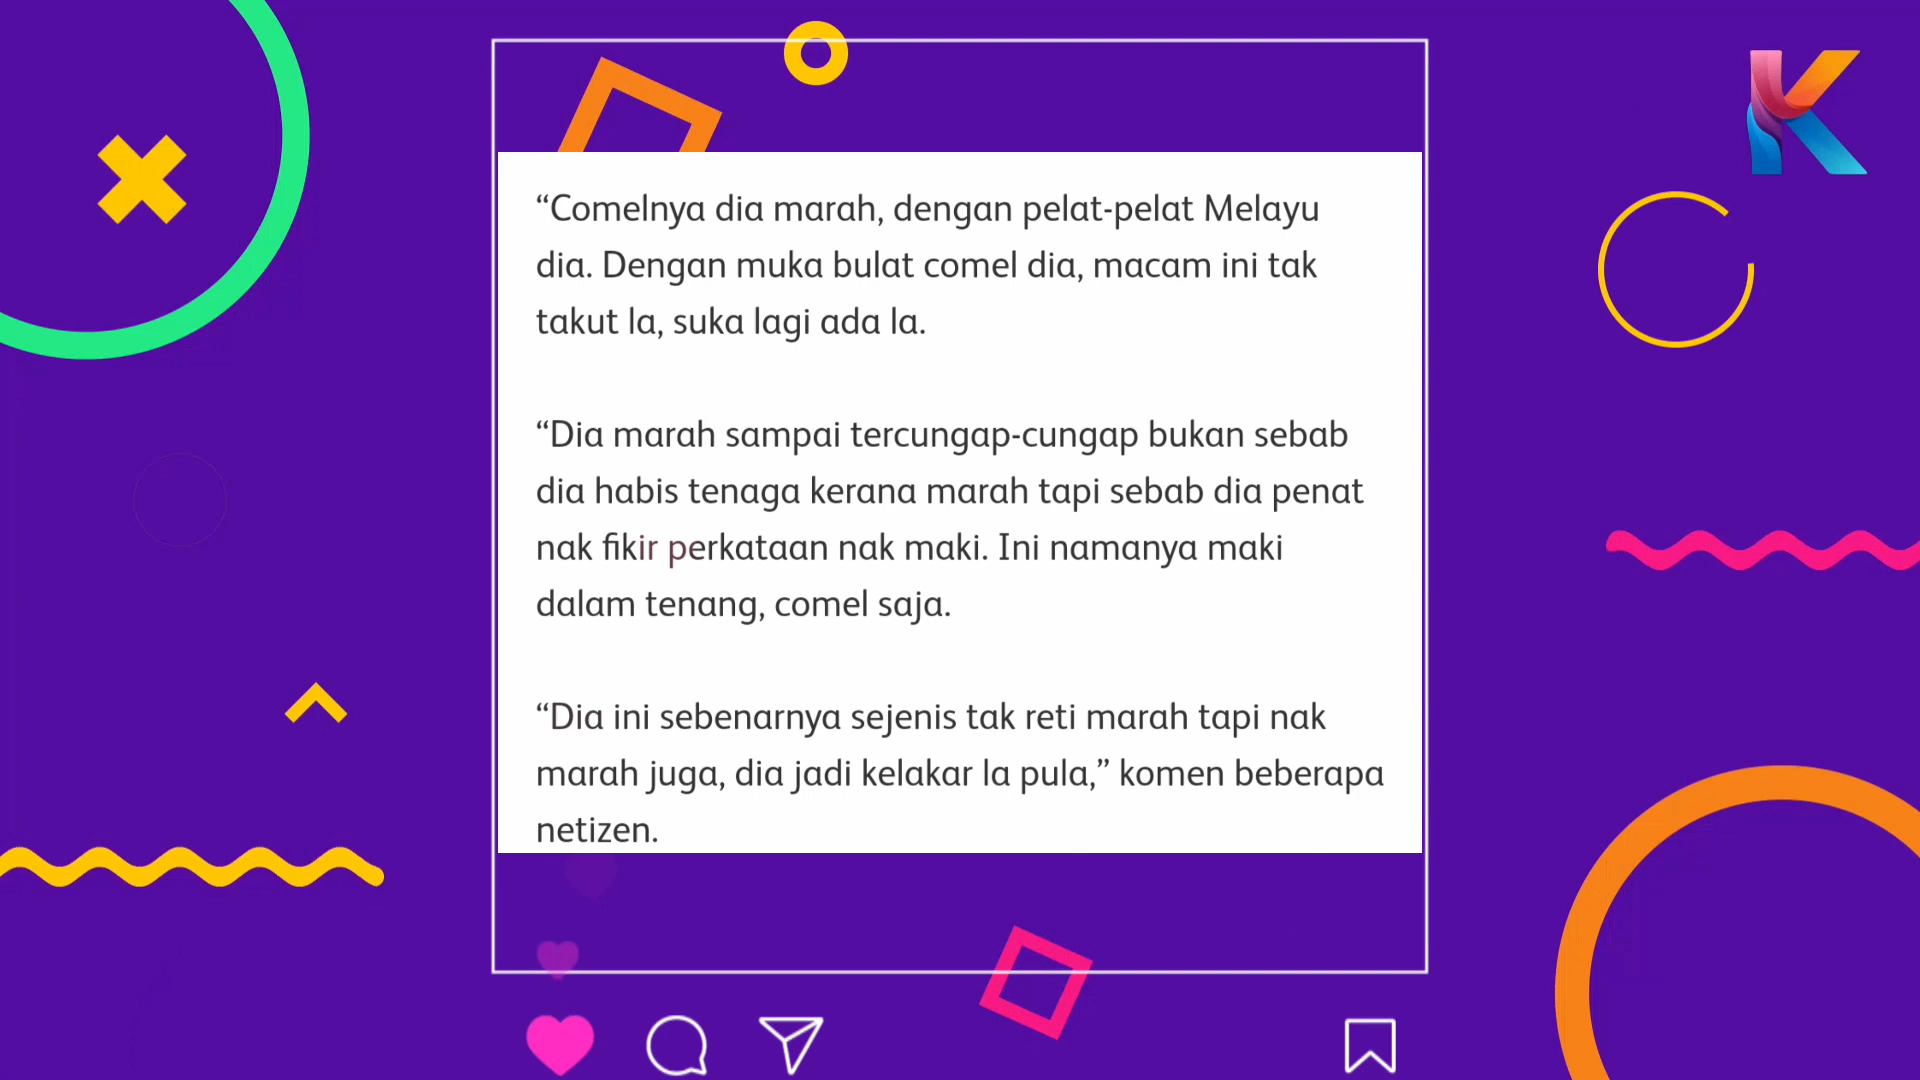 “Comelnya dia marah, dengan pelat-pelat Melayu
dia. Dengan muka bulat comel dia, macam ini tak
takut la, suka lagi ada la.
“Dia marah sampai tercungap-cungap bukan sebab
dia habis tenaga kerana marah tapi sebab dia penat
nak fikir perkataan nak maki. Ini namanya maki
dalam tenang, comel saja.
“Dia ini sebenarnya sejenis tak reti marah tapi nak
marah juga, dia jadi kelakar la pula,” komen beberapa
netizen.
K